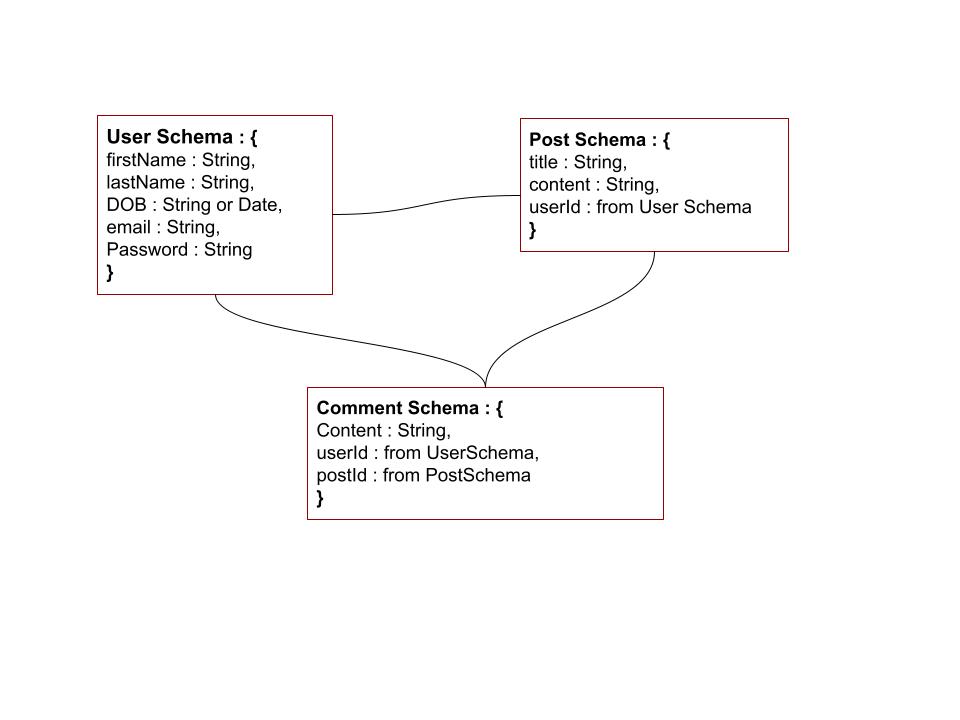 User Schema : {
firstName : String,
lastName : String,
DOB : String or Date,
email : String,
Password : String
}
Post Schema : {
title : String,
content : String,
userId : from User Schema
}
Comment Schema : {
Content : String,
userId : from UserSchema,
postId : from PostSchema
}